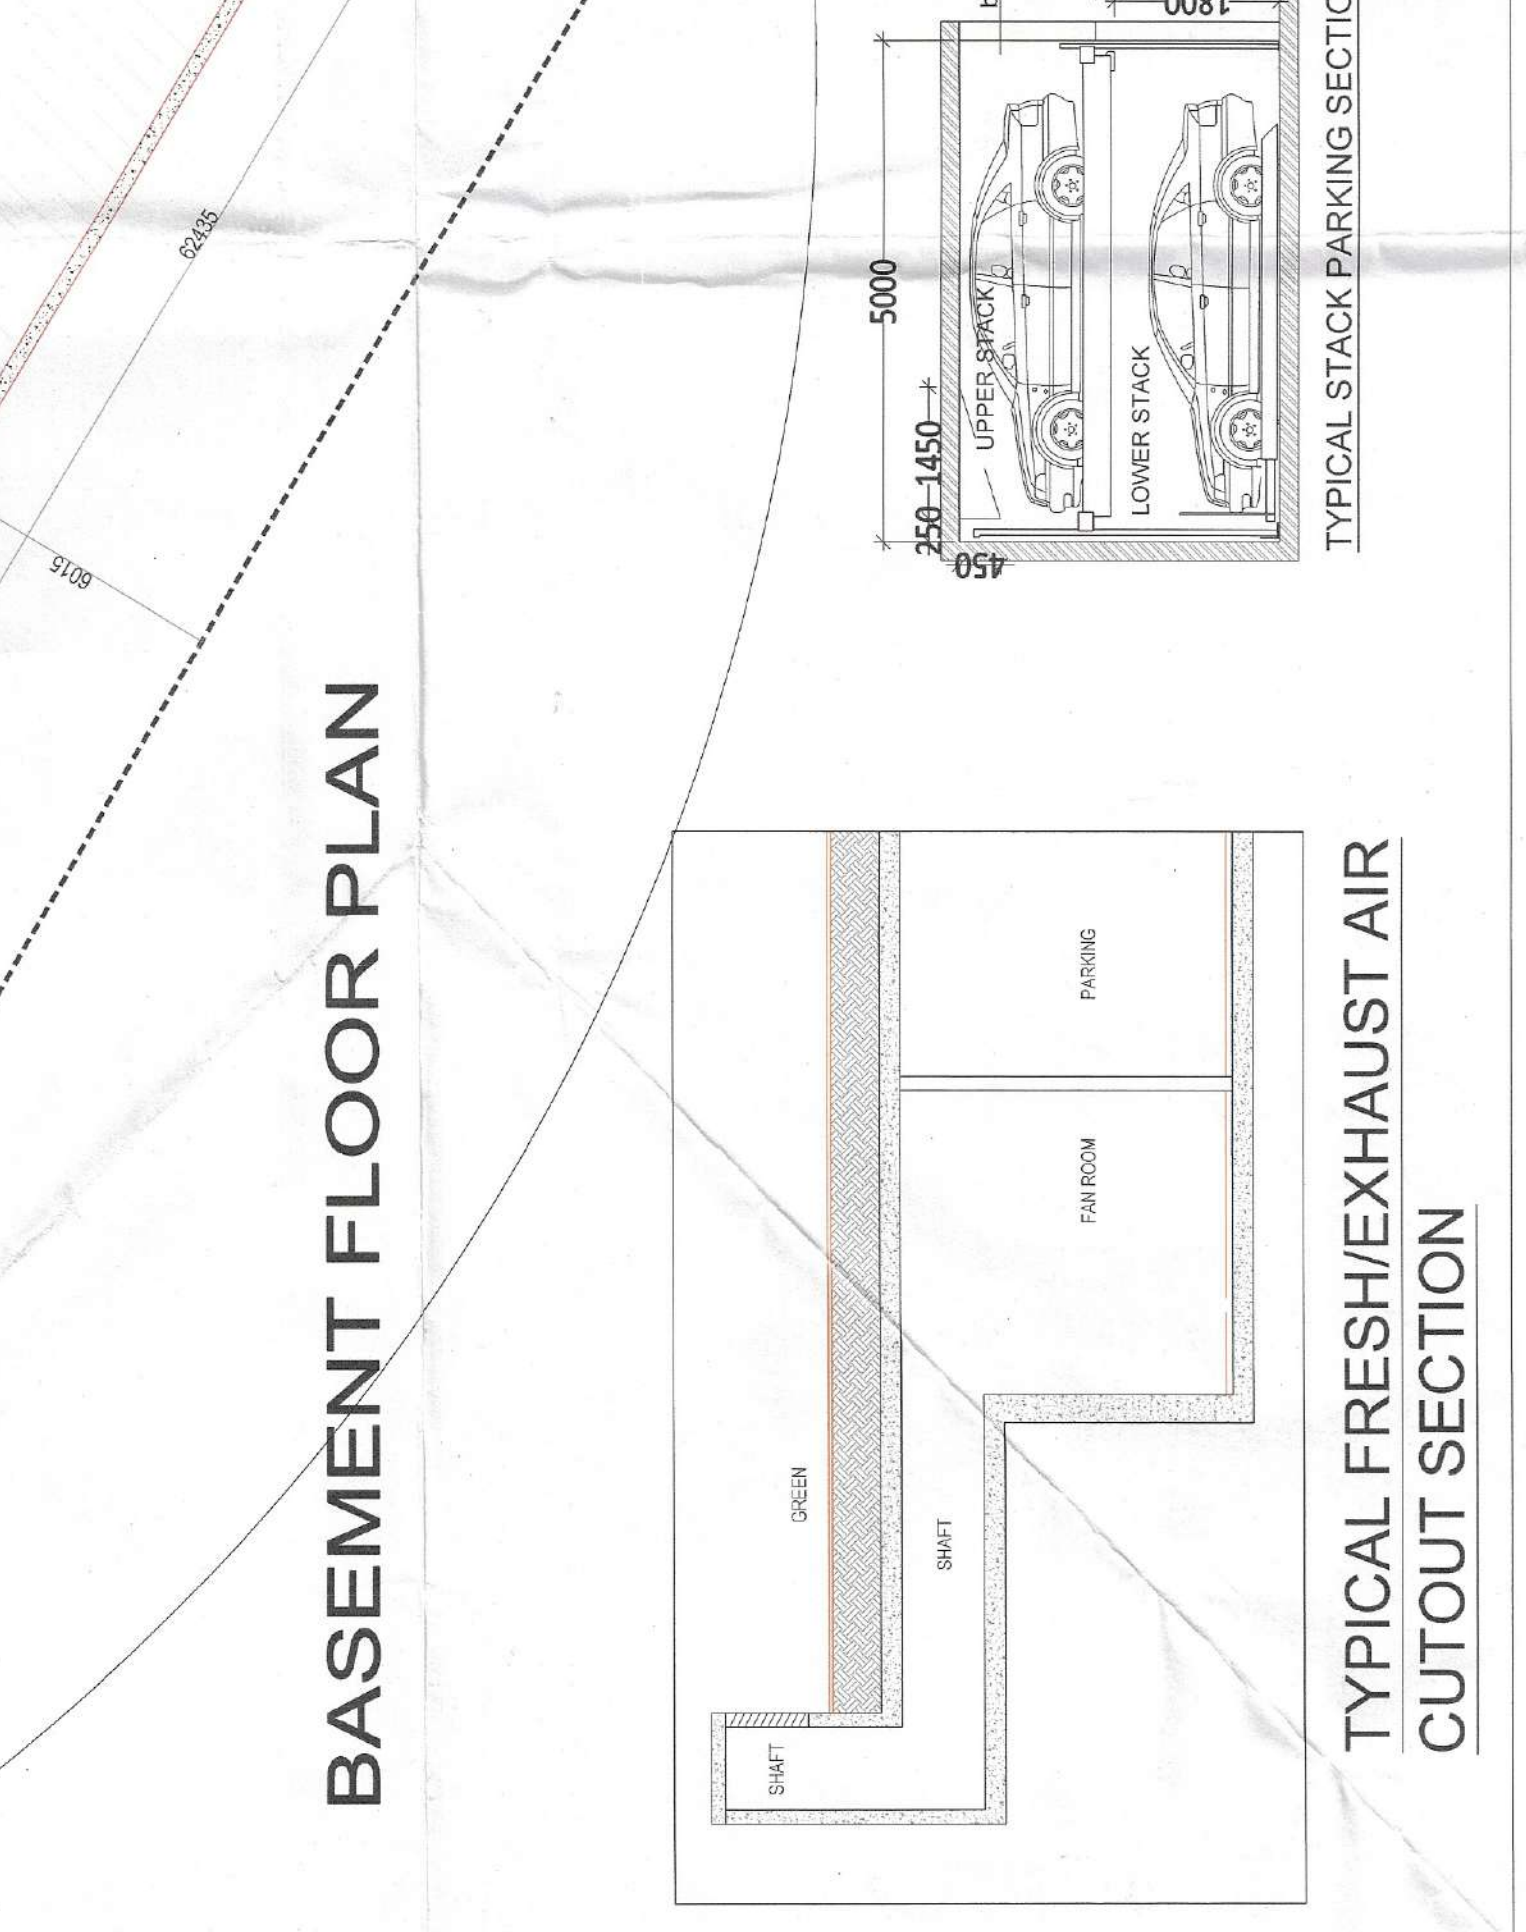 62435
6015
BASEMENT FLOOR PLAN
GREEN
SHAFT
SHAFT
FAN ROOM
PARKING
TYPICAL FRESH/EXHAUST AIR
CUTOUT SECTION
5000
250 1450
450
1800
UPPER STACK
LOWER STACK
TYPICAL STACK PARKING